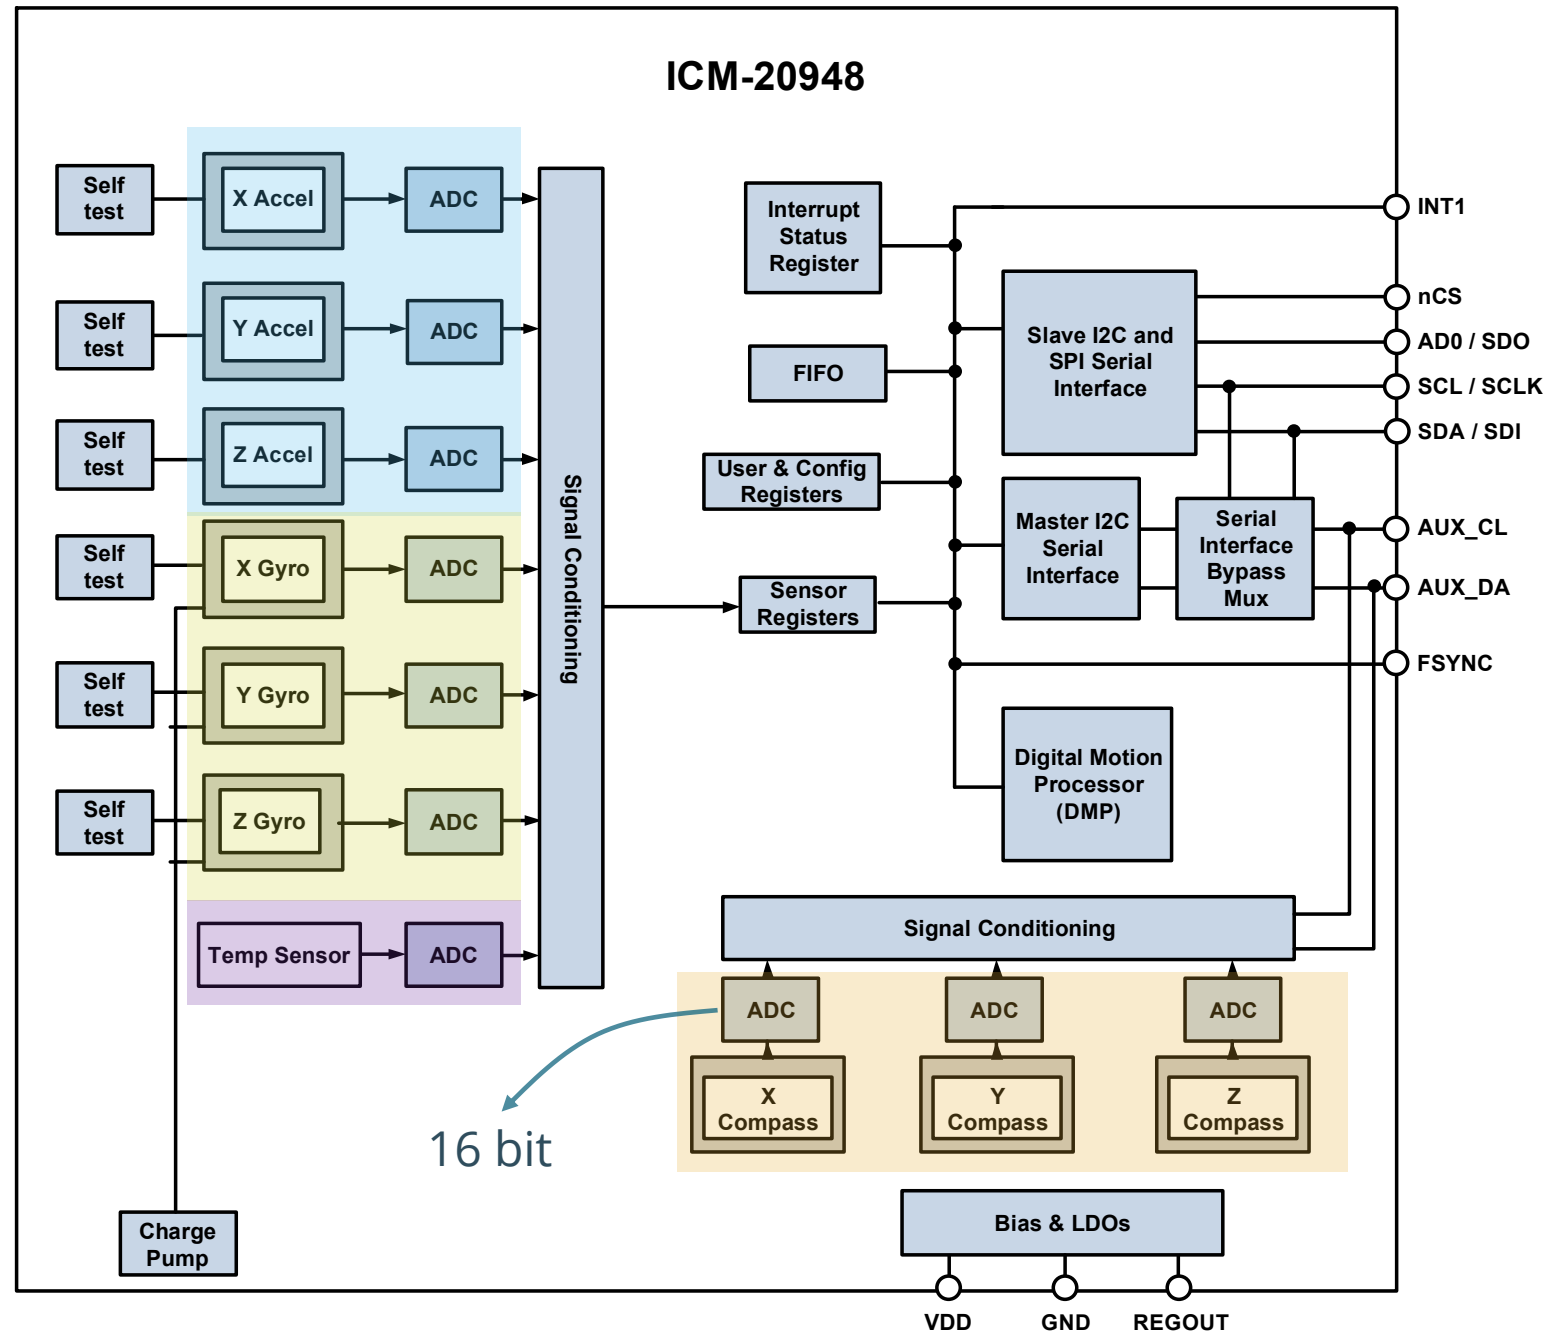 ICM-20948
Self
test
X Accel
ADC
Self
test
Y Accel
ADC
Self
test
Z Accel
ADC
Self
test
X Gyro
ADC
Self
test
Y Gyro
ADC
Self
test
Z Gyro
ADC
Temp Sensor
ADC
Signal Conditioning
Charge
Pump
Interrupt
Status
Register
FIFO
User & Config
Registers
Sensor
Registers
Slave I2C and
SPI Serial
Interface
Master I2C
Serial
Interface
Serial
Interface
Bypass
Mux
Digital Motion
Processor
(DMP)
INT1
nCS
AD0 / SDO
SCL / SCLK
SDA / SDI
AUX_CL
AUX_DA
FSYNC
Signal Conditioning
ADC
ADC
ADC
X
Compass
Y
Compass
Z
Compass
16 bit
Bias & LDOs
VDD
GND
REGOUT